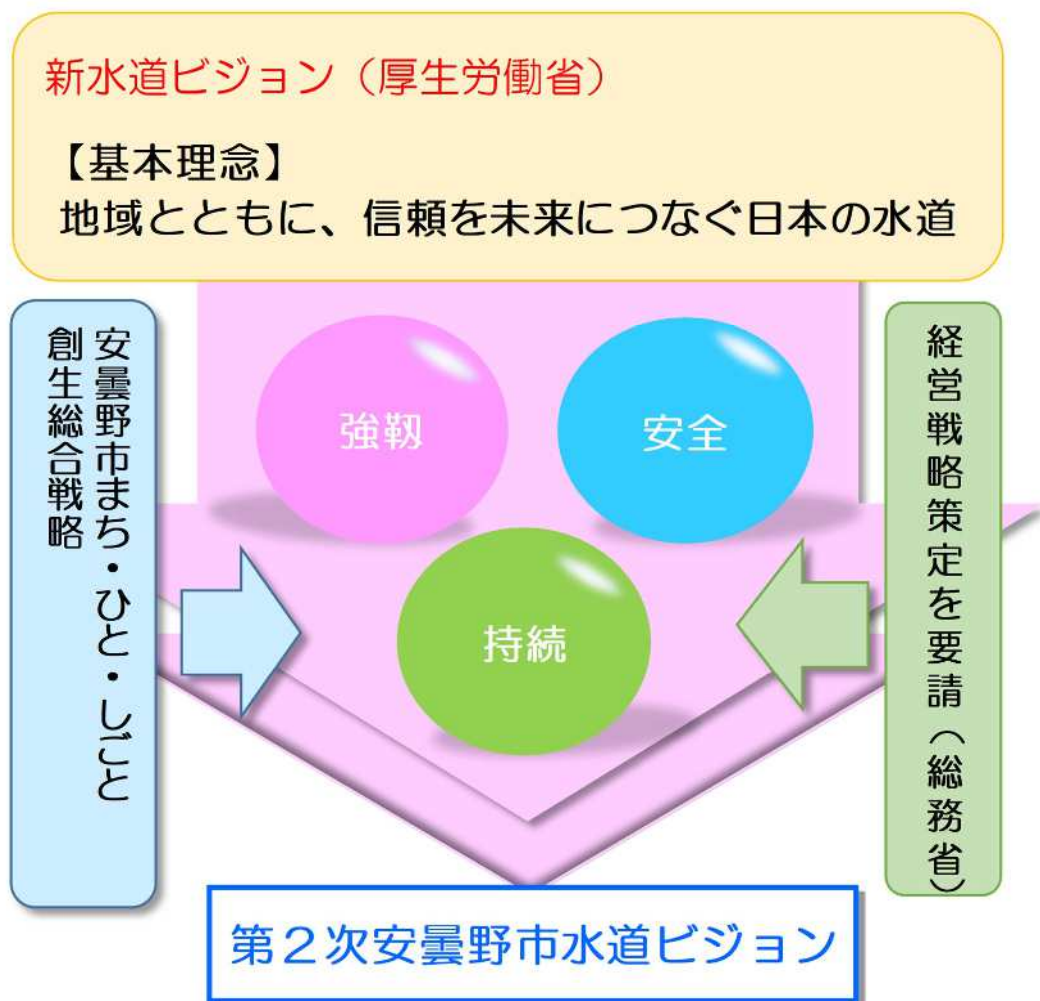 新水道ビジョン（厚生労働省）
【基本理念】
地域とともに、信頼を未来につなぐ日本の水道
安曇野市まち・ひと・しごと
創生総合戦略
強靱
安全
持続
経営戦略策定を要請（総務省）
第２次安曇野市水道ビジョン